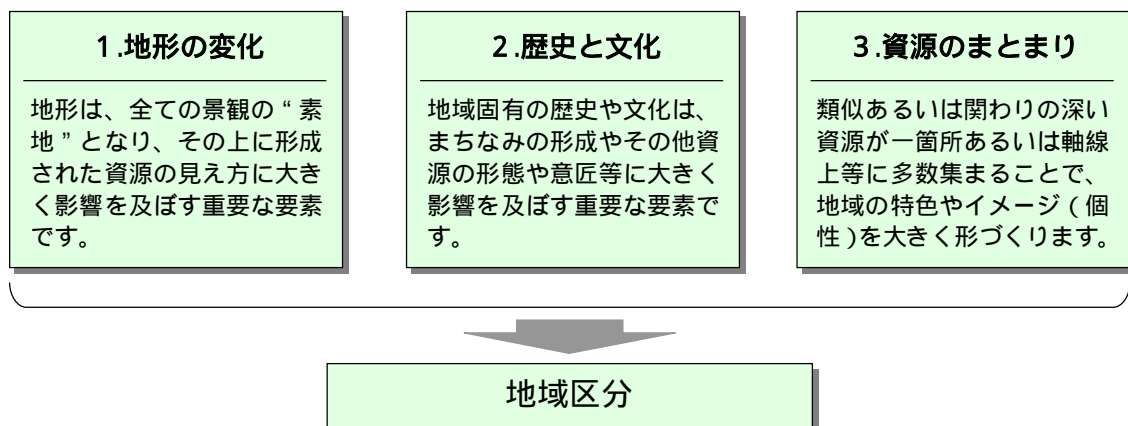 1.地形の変化
地形は、全ての景観の“素
地”となり、その上に形成
された資源の見え方に大き
く影響を及ぼす重要な要素
です。
2.歴史と文化
地域固有の歴史や文化は、
まちなみの形成やその他資
源の形態や意匠等に大きく
影響を及ぼす重要な要素で
す。
3.資源のまとまり
類似あるいは関わりの深い
資源が一箇所あるいは軸線
上等に多数集まることで、
地域の特色やイメージ(個
性)を大きく形づくります。
地域区分